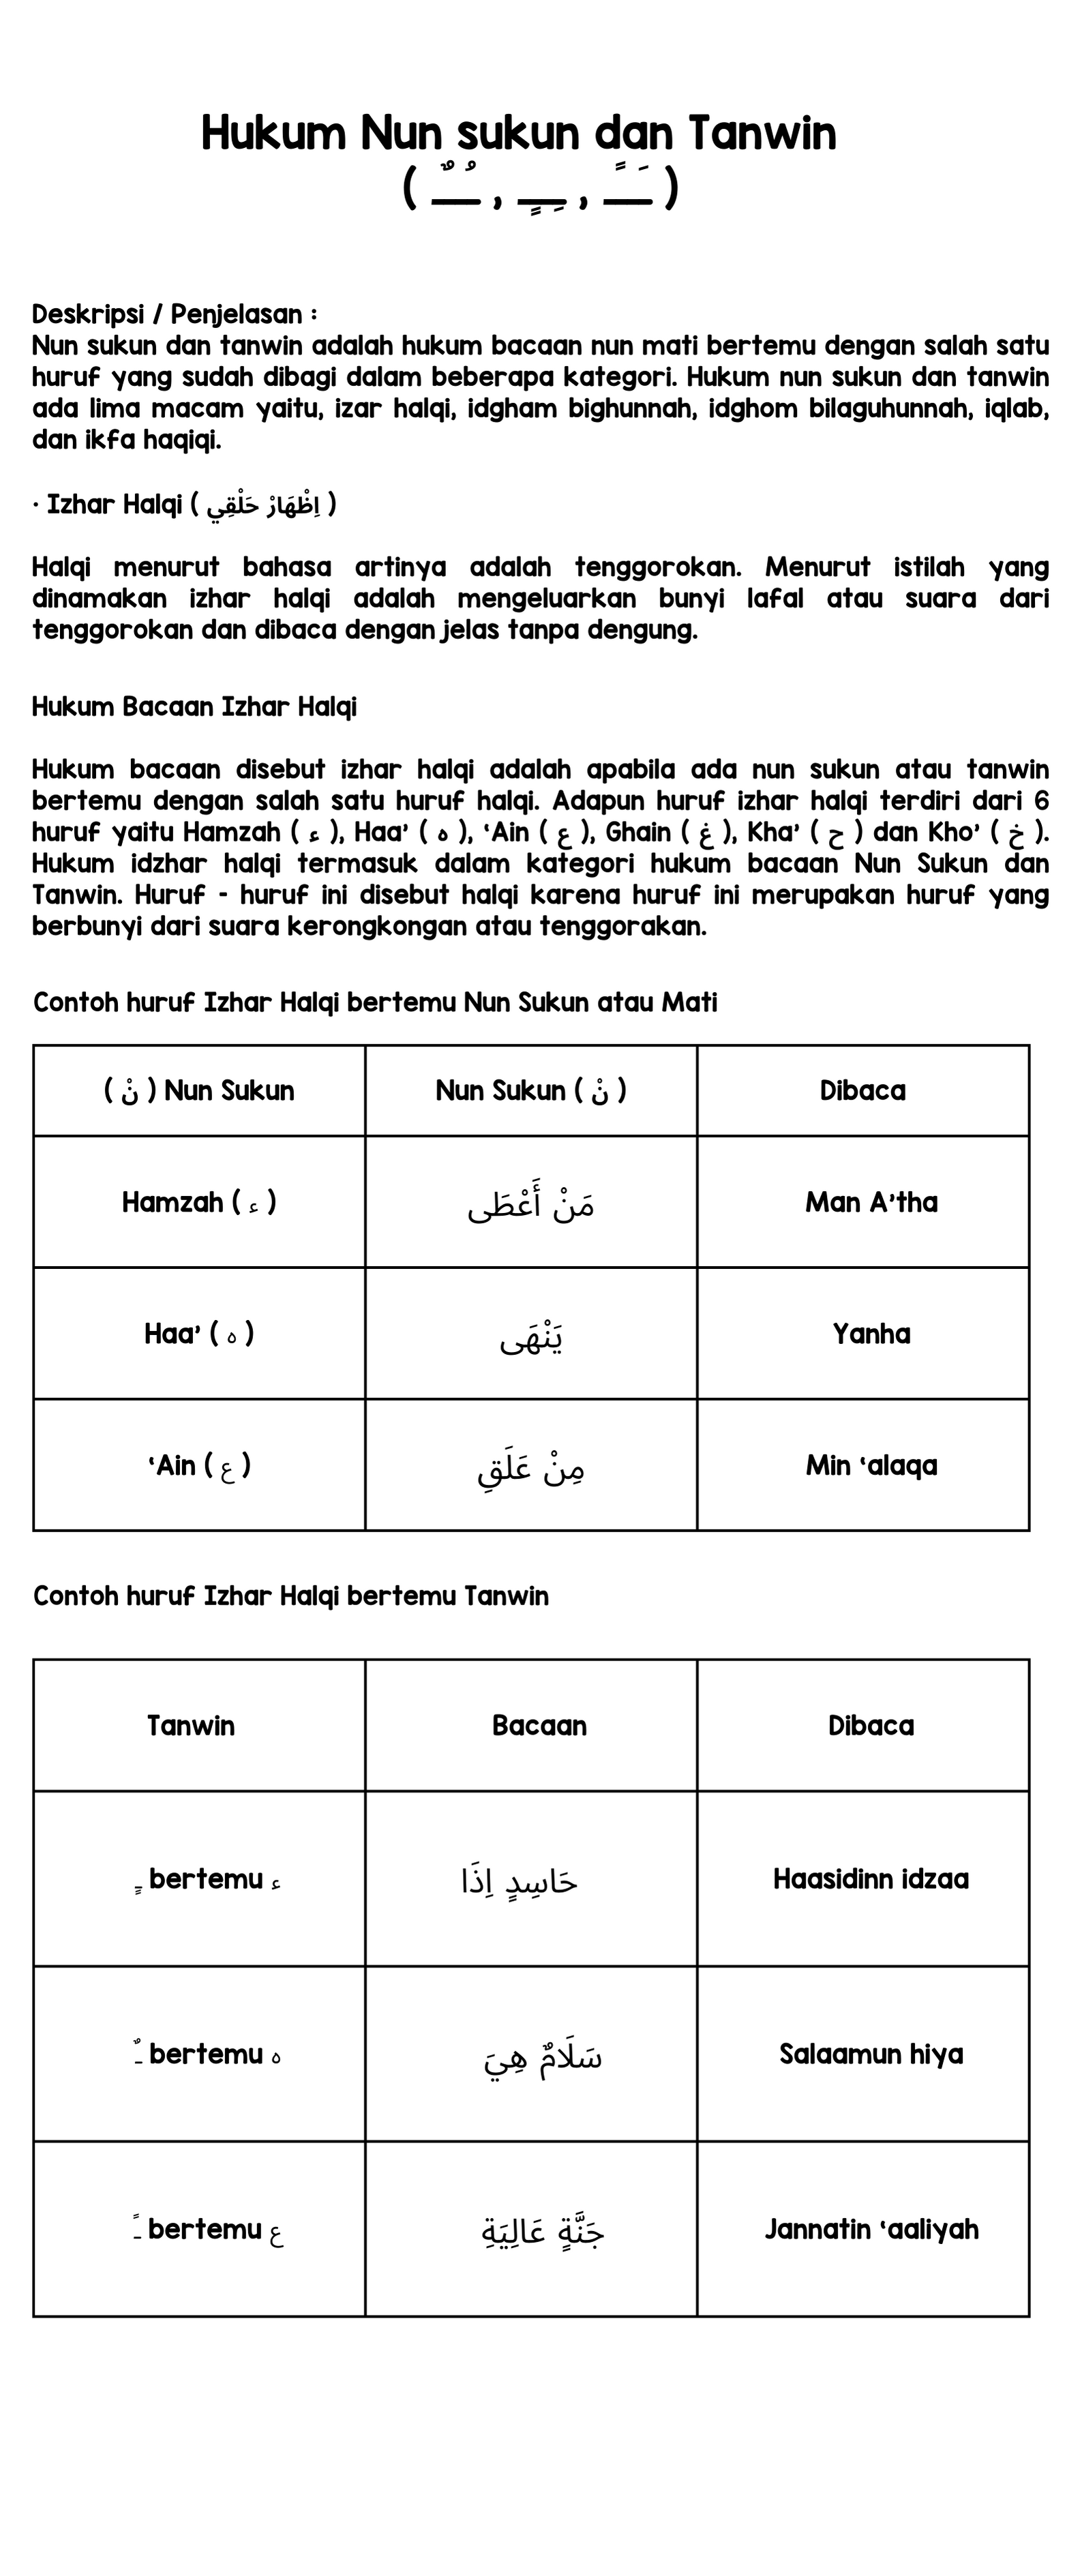 Hukum Nun sukun dan Tanwin
( ـَــًـ , ـِــٍـ , ـُــٌـ )
Deskripsi / Penjelasan :
Nun sukun dan tanwin adalah hukum bacaan nun mati bertemu dengan salah satu
huruf yang sudah dibagi dalam beberapa kategori. Hukum nun sukun dan tanwin
ada lima macam yaitu, izar halqi, idgham bighunnah, idghom bilaguhunnah, iqlab,
dan ikfa haqiqi.
· Izhar Halqi ( اِظْهَارْ حَلْقِي )
Halqi menurut bahasa artinya adalah tenggorokan. Menurut istilah yang
dinamakan izhar halqi adalah mengeluarkan bunyi lafal atau suara dari
tenggorokan dan dibaca dengan jelas tanpa dengung.
Hukum Bacaan Izhar Halqi
Hukum bacaan disebut izhar halqi adalah apabila ada nun sukun atau tanwin
bertemu dengan salah satu huruf halqi. Adapun huruf izhar halqi terdiri dari 6
huruf yaitu Hamzah ( ء ), Haa’ ( ه ), ‘Ain ( ع ), Ghain ( غ ), Kha’ ( ح ) dan Kho’ ( خ ).
Hukum idzhar halqi termasuk dalam kategori hukum bacaan Nun Sukun dan
Tanwin. Huruf - huruf ini disebut halqi karena huruf ini merupakan huruf yang
berbunyi dari suara kerongkongan atau tenggorakan.
Contoh huruf Izhar Halqi bertemu Nun Sukun atau Mati
( نْ ) Nun Sukun Nun Sukun ( نْ ) Dibaca
Hamzah ( ء ) مَنْ أَعْطَى Man A’tha
Haa’ ( ه ) يَنْهَى Yanha
‘Ain ( ع ) مِنْ عَلَقِ Min ‘alaqa
Contoh huruf Izhar Halqi bertemu Tanwin
Tanwin Bacaan Dibaca
ـٍ bertemu ء حَاسِدٍ اِذَا Haasidinn idzaa
ـٌ bertemu ه سَلَامٌ هِيَ Salaamun hiya
ـً bertemu ع جَنَّةٍ عَالِيَةِ Jannatin ‘aaliyah